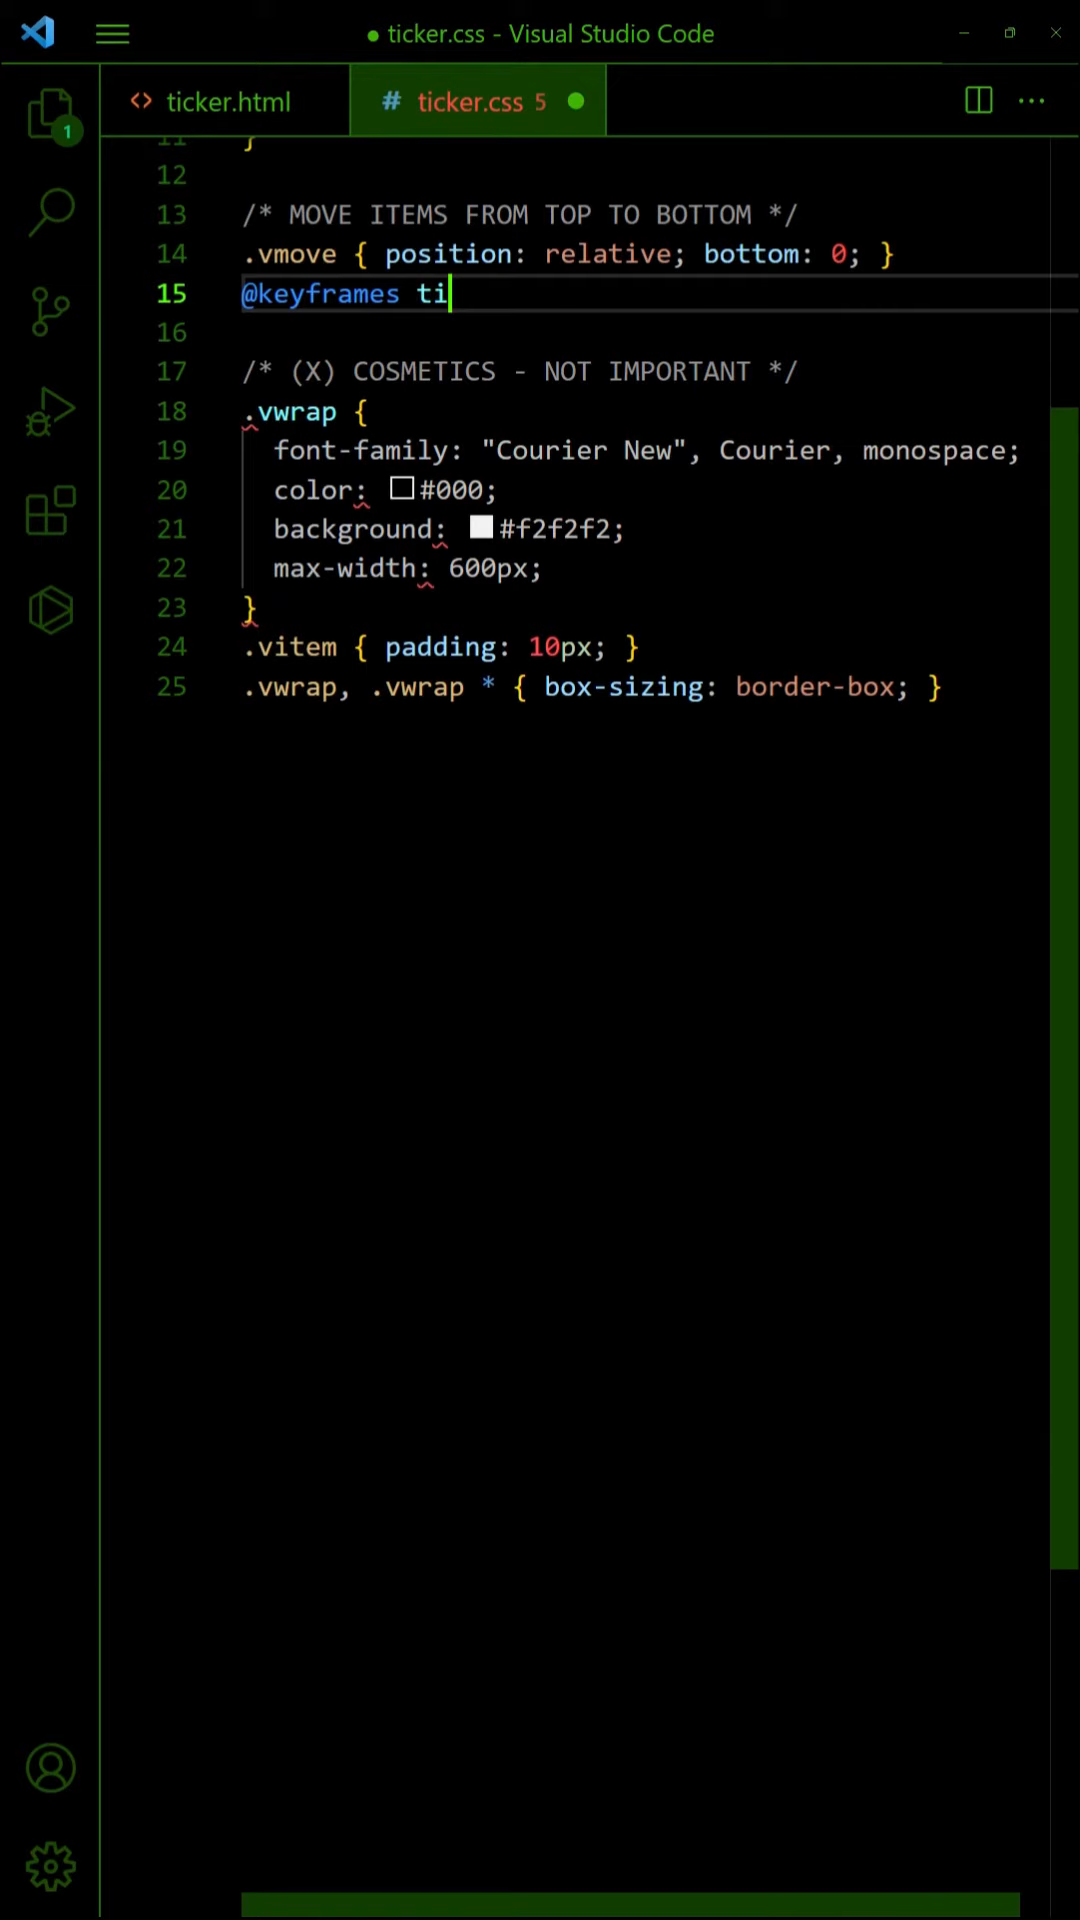 ● ticker.css - Visual Studio Code
<> ticker.html
# ticker.css 5
1
11 }
12
13 /* MOVE ITEMS FROM TOP TO BOTTOM */
14 .vmove { position: relative; bottom: 0; }
15 @keyframes ti
16
17 /* (X) COSMETICS - NOT IMPORTANT */
18 .vwrap {
19 font-family: "Courier New", Courier, monospace;
20 color: #000;
21 background: #f2f2f2;
22 max-width: 600px;
23 }
24 .vitem { padding: 10px; }
25 .vwrap, .vwrap * { box-sizing: border-box; }